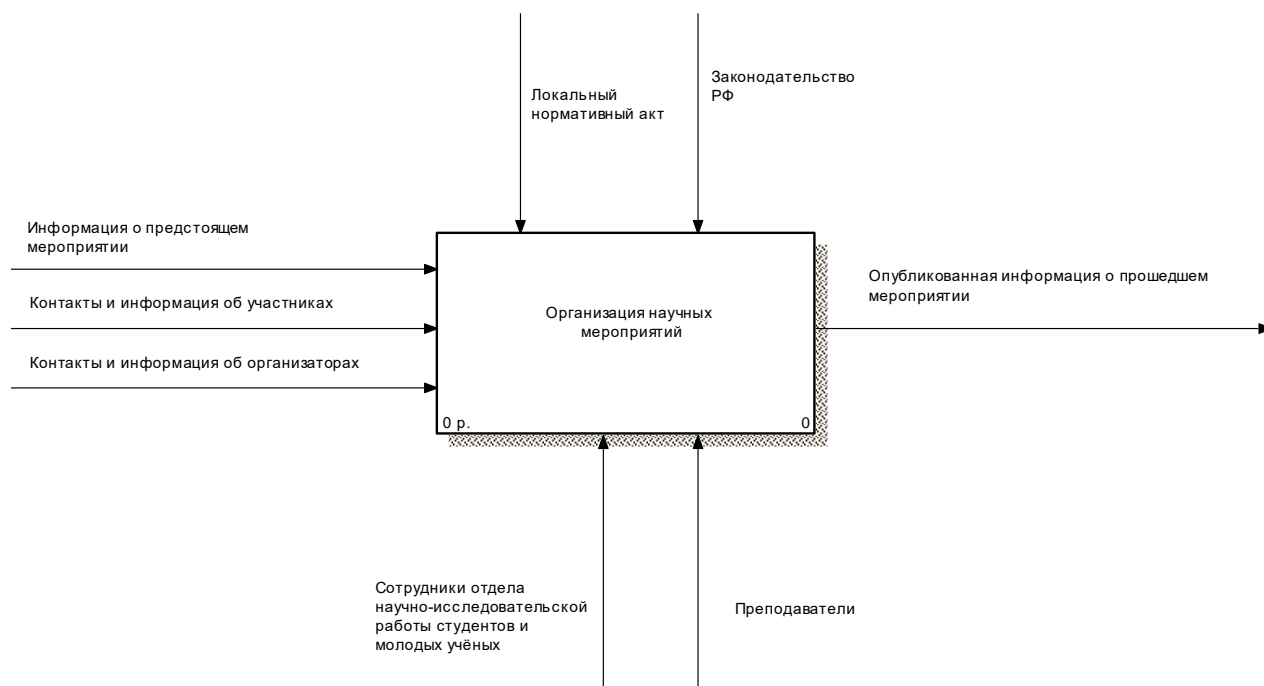 Законодательство
РФ
Локальный
нормативный акт
Информация о предстоящем
мероприятии
Контакты и информация об участниках
Контакты и информация об организаторах
Организация научных
мероприятий
0 р.
0
Опубликованная информация о прошедшем
мероприятии
Сотрудники отдела
научно-исследовательской
работы студентов и
молодых учёных
Преподаватели